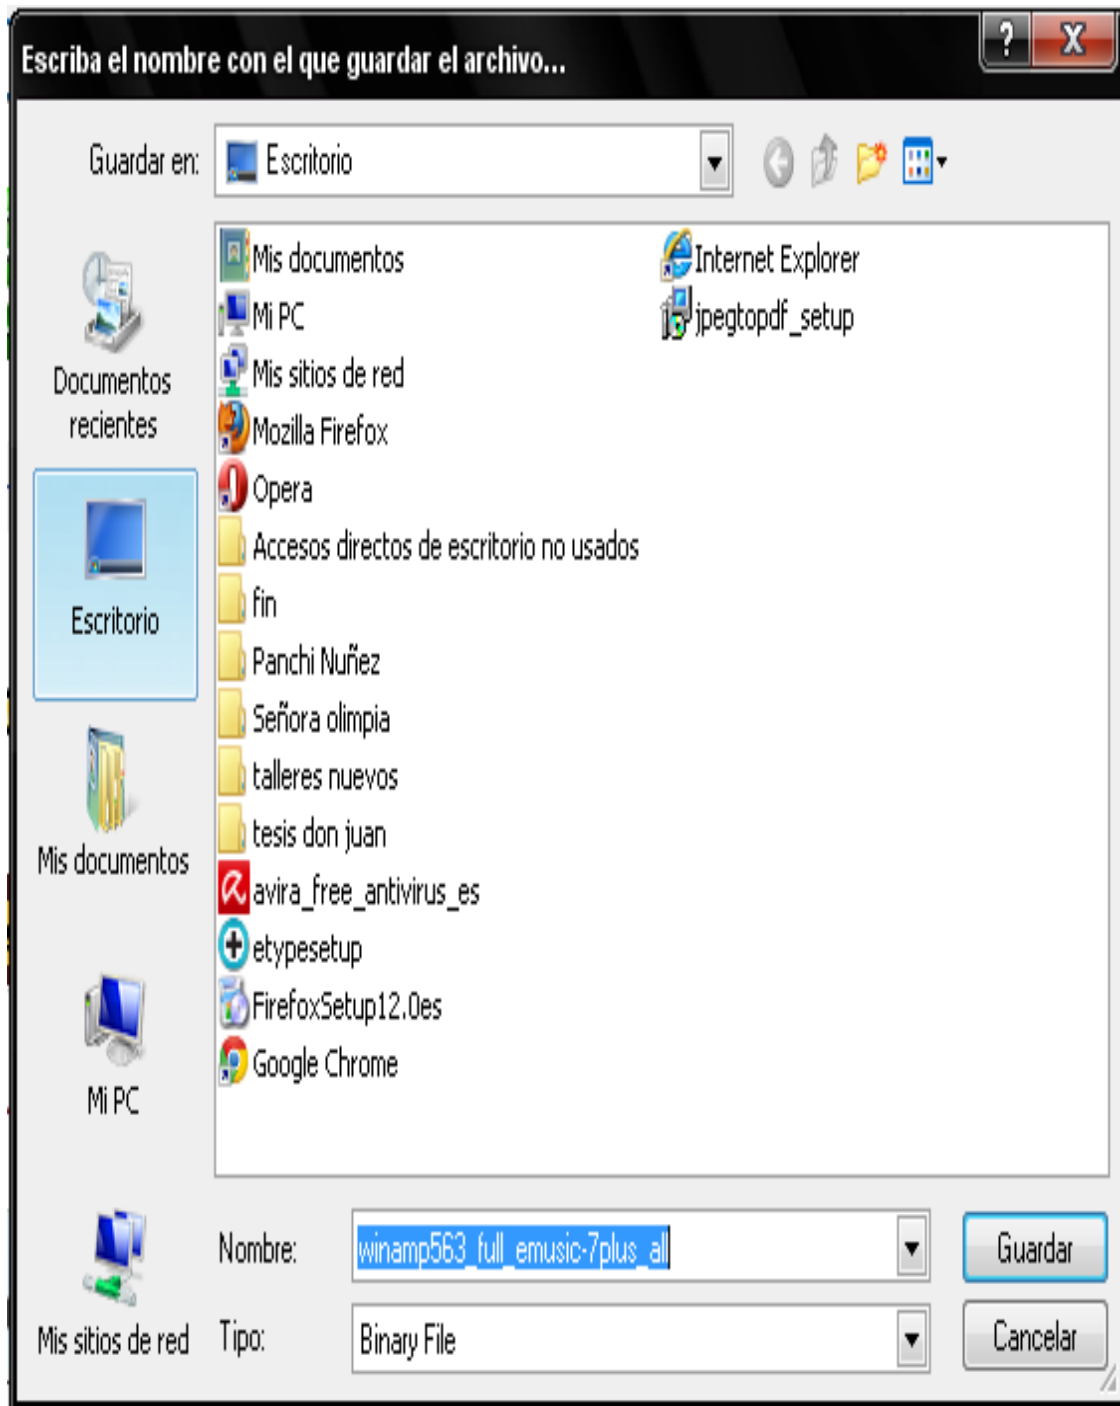 Escriba el nombre con el que guardar el archivo...
Guardar en:
Escritorio
Documentos
recientes
Escritorio
Mis documentos
Mi PC
Mis sitios de red
Mis documentos
Mi PC
Mis sitios de red
Mozilla Firefox
Opera
Accesos directos de escritorio no usados
fin
Panchi Nuñez
Señora olimpia
talleres nuevos
tesis don juan
avira_free_antivirus_es
etypesetup
FirefoxSetup12.0es
Google Chrome
Internet Explorer
jpegtopdf_setup
Nombre:
winamp563_full_emusic-7plus_all
Guardar
Tipo:
Binary File
Cancelar